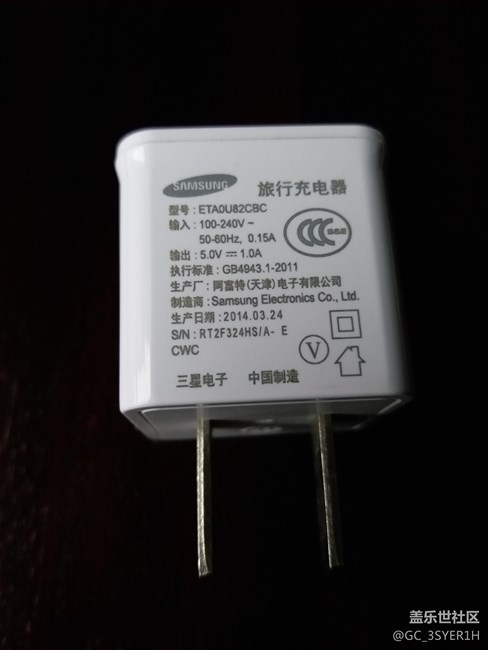 SAMSUNG 旅行充电器
型号 : ETA0U82CBC
输入 : 100-240V ~
50-60Hz, 0.15A
输出 : 5.0V ⎓ 1.0A
执行标准 : GB4943.1-2011
生产厂 : 阿富特(天津)电子有限公司
制造商 : Samsung Electronics Co., Ltd.
生产日期 : 2014.03.24
S/N : RT2F324HS/A- E
CWC
V
三星电子 中国制造
盖乐世社区
@GC_3SYER1H